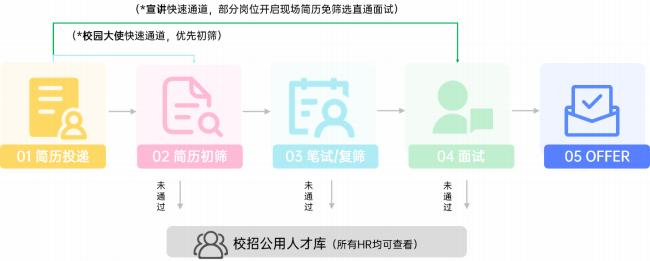 (*宣讲快速通道，部分岗位开启现场简历免筛选直通面试)
(*校园大使快速通道，优先初筛)
01 简历投递
02 简历初筛
03 笔试/复筛
04 面试
05 OFFER
未通过
未通过
未通过
校招公用人才库（所有HR均可查看）